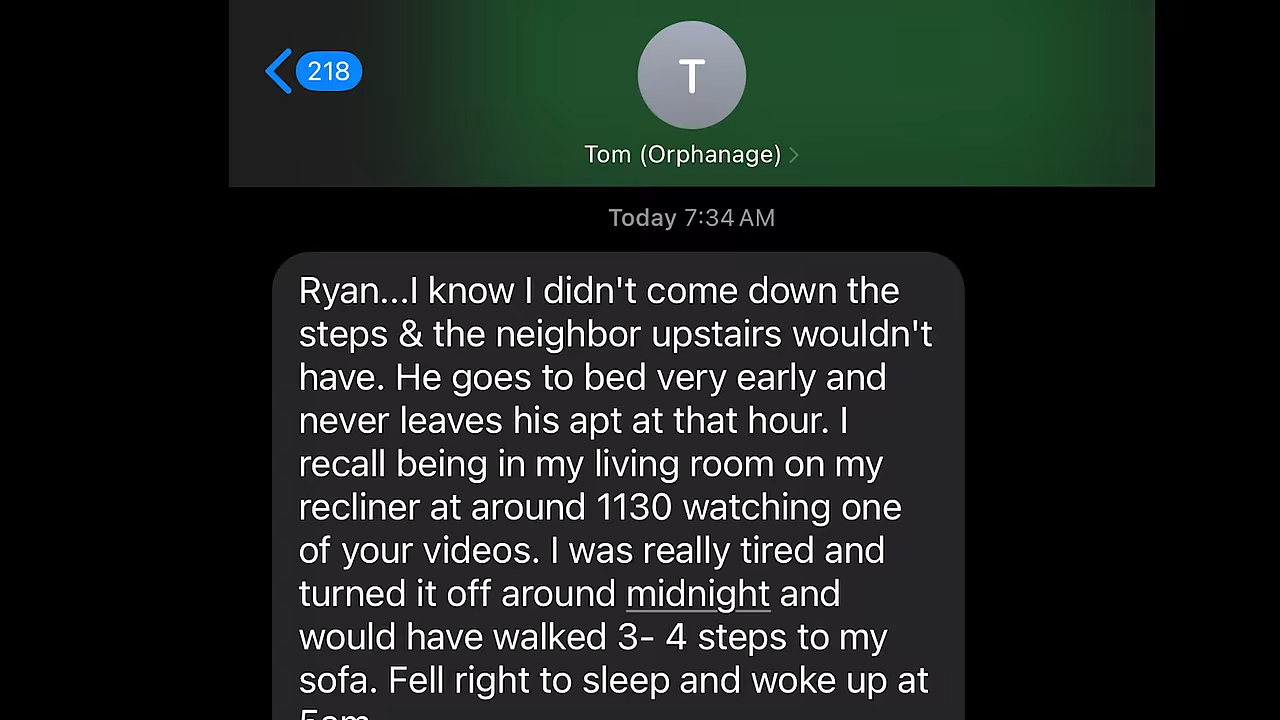 218
T
Tom (Orphanage)
Today 7:34 AM
Ryan...I know I didn't come down the
steps & the neighbor upstairs wouldn't
have. He goes to bed very early and
never leaves his apt at that hour. I
recall being in my living room on my
recliner at around 1130 watching one
of your videos. I was really tired and
turned it off around midnight and
would have walked 3- 4 steps to my
sofa. Fell right to sleep and woke up at
5am